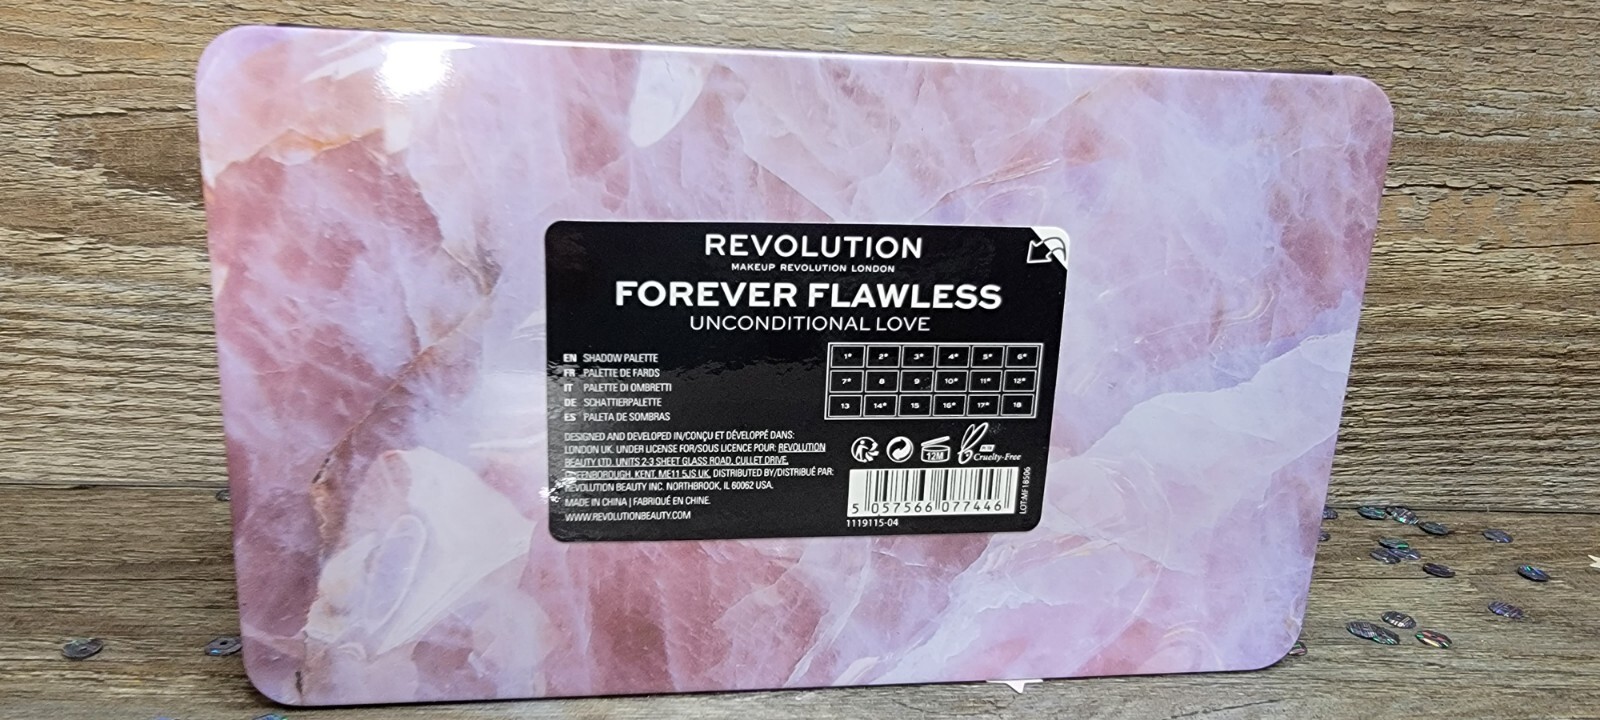 REVOLUTION
MAKEUP REVOLUTION LONDON
FOREVER FLAWLESS
UNCONDITIONAL LOVE
EN SHADOW PALETTE
FR PALETTE DE FARDS
IT PALETTE DI OMBRETTI
DE SCHATTIERPALETTE
ES PALETA DE SOMBRAS
1* 2* 3* 4* 5* 6*
7* 8 9 10* 11* 12*
13 14* 15 16* 17* 18
DESIGNED AND DEVELOPED IN/CONÇU ET DÉVELOPPÉ DANS:
LONDON UK. UNDER LICENSE FOR/SOUS LICENCE POUR: REVOLUTION
BEAUTY LTD, UNITS 2-3 SHEET GLASS ROAD, CULLET DRIVE,
QUEENBOROUGH, KENT, ME11 5JS UK. DISTRIBUTED BY/DISTRIBUÉ PAR:
REVOLUTION BEAUTY INC. NORTHBROOK, IL 60062 USA.
MADE IN CHINA | FABRIQUÉ EN CHINE.
WWW.REVOLUTIONBEAUTY.COM
12M
Cruelty-Free
5 057566 077446
1119115-04
LOT:MF18506